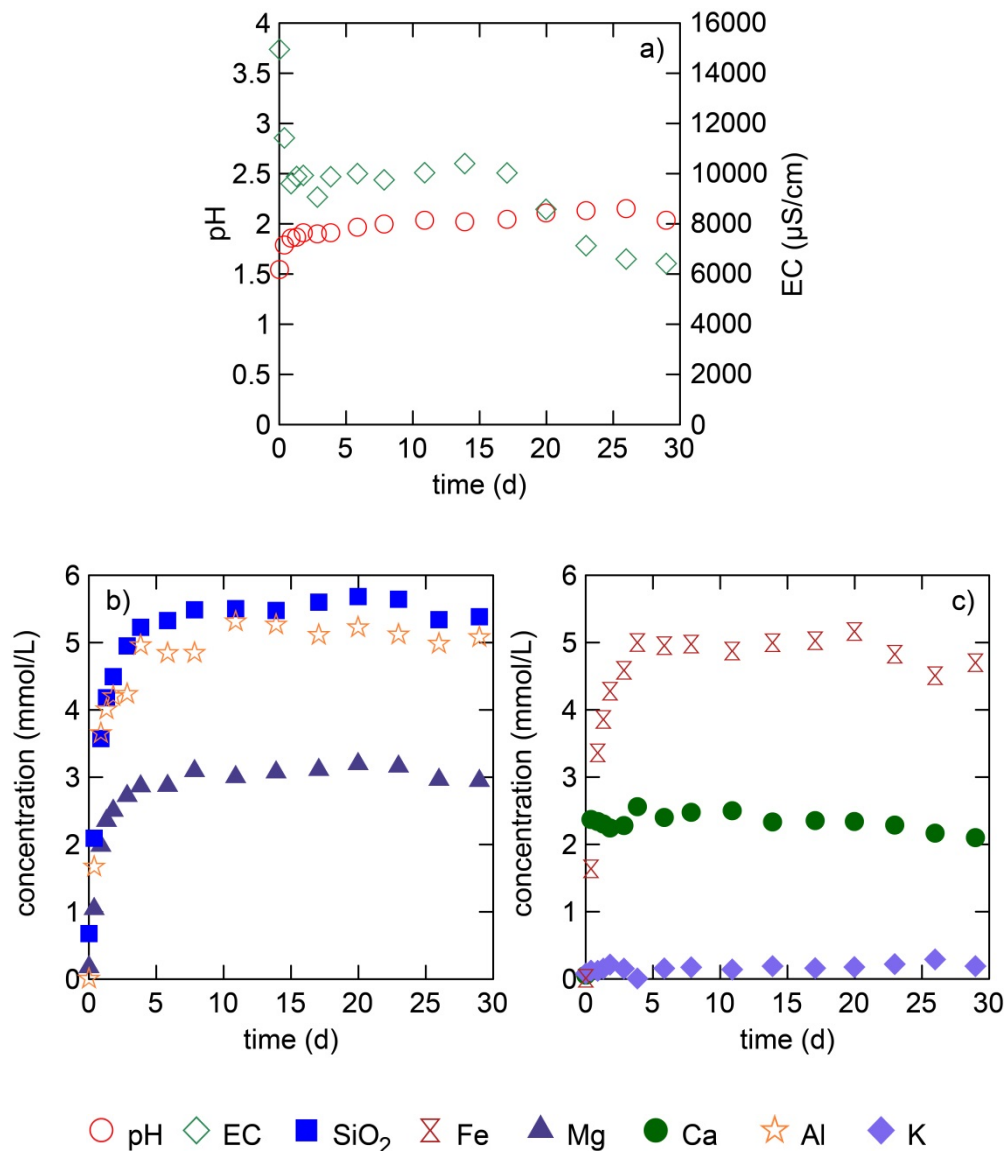 a)
4
3.5
3
2.5
2
1.5
1
0.5
0
pH
16000
14000
12000
10000
8000
6000
4000
2000
0
EC (µS/cm)
0 5 10 15 20 25 30
time (d)
b)
6
5
4
3
2
1
0
concentration (mmol/L)
0 5 10 15 20 25 30
time (d)
c)
6
5
4
3
2
1
0
concentration (mmol/L)
0 5 10 15 20 25 30
time (d)
pH EC SiO₂ Fe Mg Ca Al K